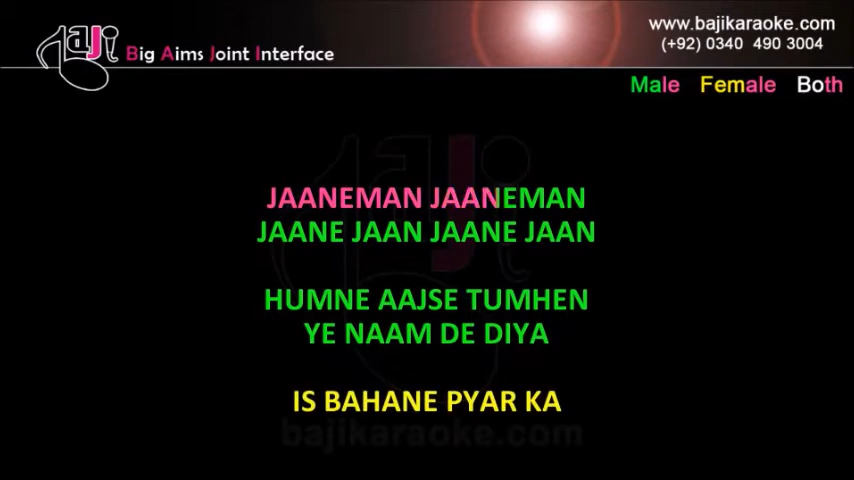 www.bajikaraoke.com
(+92) 0340 490 3004
Baji Big Aims Joint Interface
Male Female Both
JAANEMAN JAANEMAN
JAANE JAAN JAANE JAAN
HUMNE AAJSE TUMHEN
YE NAAM DE DIYA
IS BAHANE PYAR KA
bajikaraoke.com